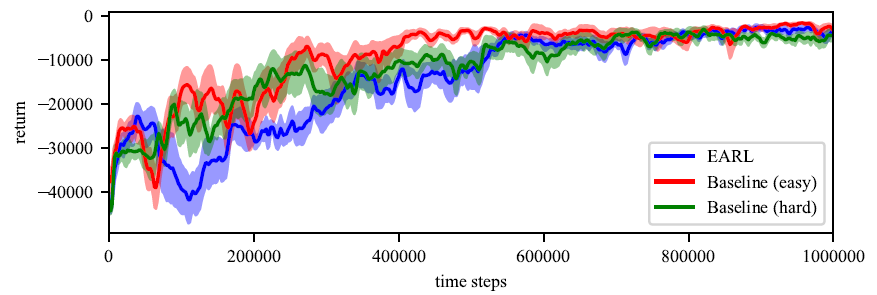 0
−10000
−20000
−30000
−40000
return
EARL
Baseline (easy)
Baseline (hard)
0
200000
400000
600000
800000
1000000
time steps